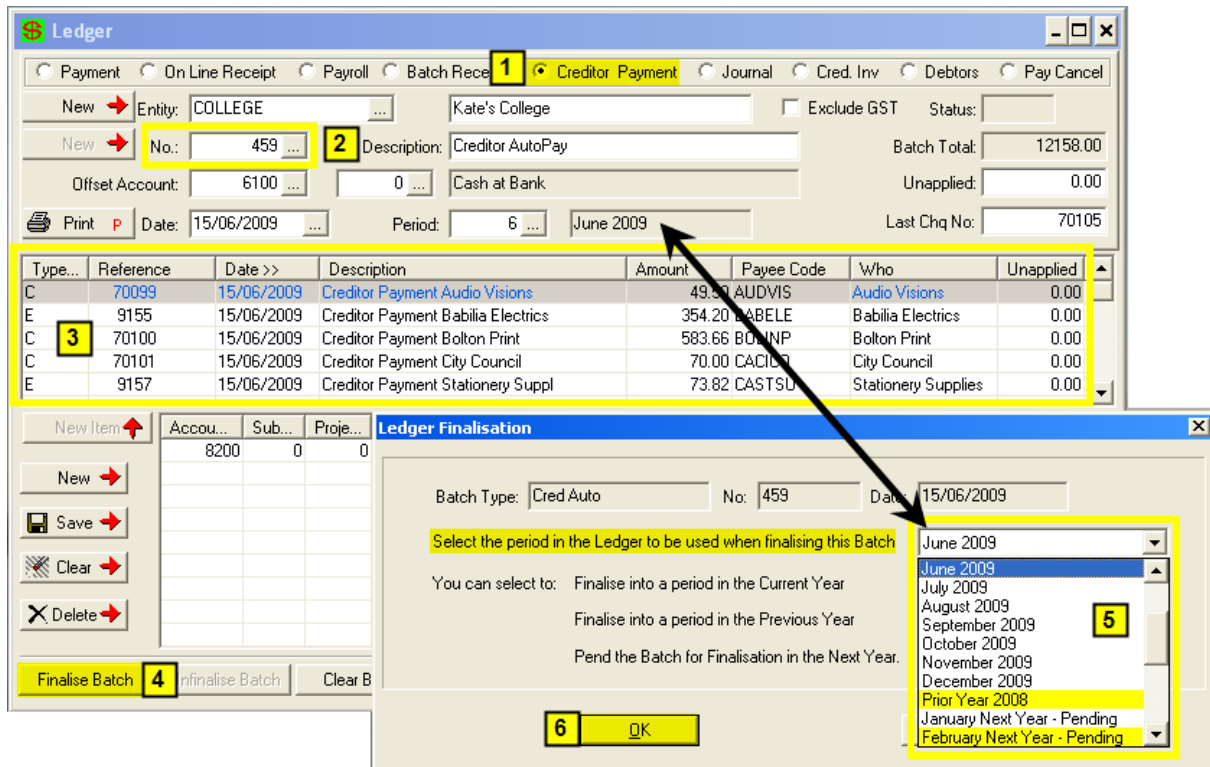 $ Ledger
Payment On Line Receipt Payroll Batch Rece 1 Creditor Payment Journal Cred. Inv Debtors Pay Cancel
New Entity: COLLEGE ... Kate's College Exclude GST Status:
New No.: 459 ... 2 Description: Creditor AutoPay Batch Total: 12158.00
Offset Account: 6100 ... 0 ... Cash at Bank Unapplied: 0.00
Print P Date: 15/06/2009 ... Period: 6 ... June 2009 Last Chq No: 70105
Type... Reference Date >> Description Amount Payee Code Who Unapplied
C 70099 15/06/2009 Creditor Payment Audio Visions 49.50 AUDVIS Audio Visions 0.00
E 9155 15/06/2009 Creditor Payment Babilia Electrics 354.20 BABELE Babilia Electrics 0.00
C 3 70100 15/06/2009 Creditor Payment Bolton Print 583.66 Bolton Print 0.00
C 70101 15/06/2009 Creditor Payment City Council 70.00 City Council 0.00
E 9157 15/06/2009 Creditor Payment Stationery Suppl 73.82 CASTSU Stationery Supplies 0.00
New Item Accou... Sub... Proje...
8200 0 0
New
Save
Clear
Delete
Finalise Batch 4 nfinalise Batch Clear B
Ledger Finalisation
Batch Type: Cred Auto No: 459 Date: 15/06/2009
Select the period in the Ledger to be used when finalising this Batch June 2009
You can select to: Finalise into a period in the Current Year
Finalise into a period in the Previous Year
Pend the Batch for Finalisation in the Next Year.
June 2009
July 2009
August 2009
September 2009 5
October 2009
November 2009
December 2009
Prior Year 2008
January Next Year - Pending
February Next Year - Pending
6 OK